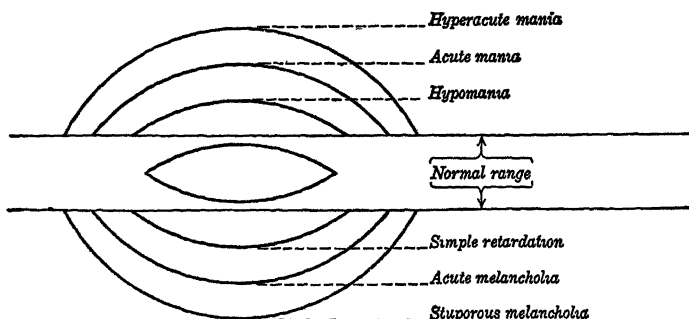 Hyperacute mania
Acute mania
Hypomania
Normal range
Simple retardation
Acute melancholia
Stuporous melancholia